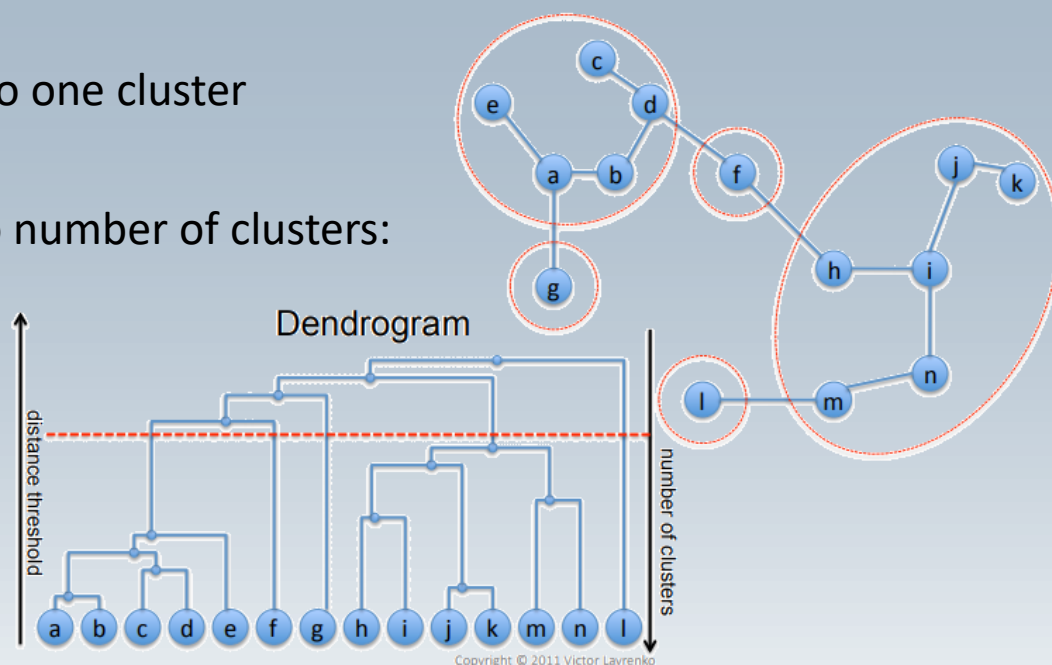 o one cluster
number of clusters:
c
e
d
a
b
f
j
k
g
h
i
Dendrogram
n
l
m
distance threshold
number of clusters
a b c d e f g h i j k m n l
Copyright © 2011 Victor Lavrenko